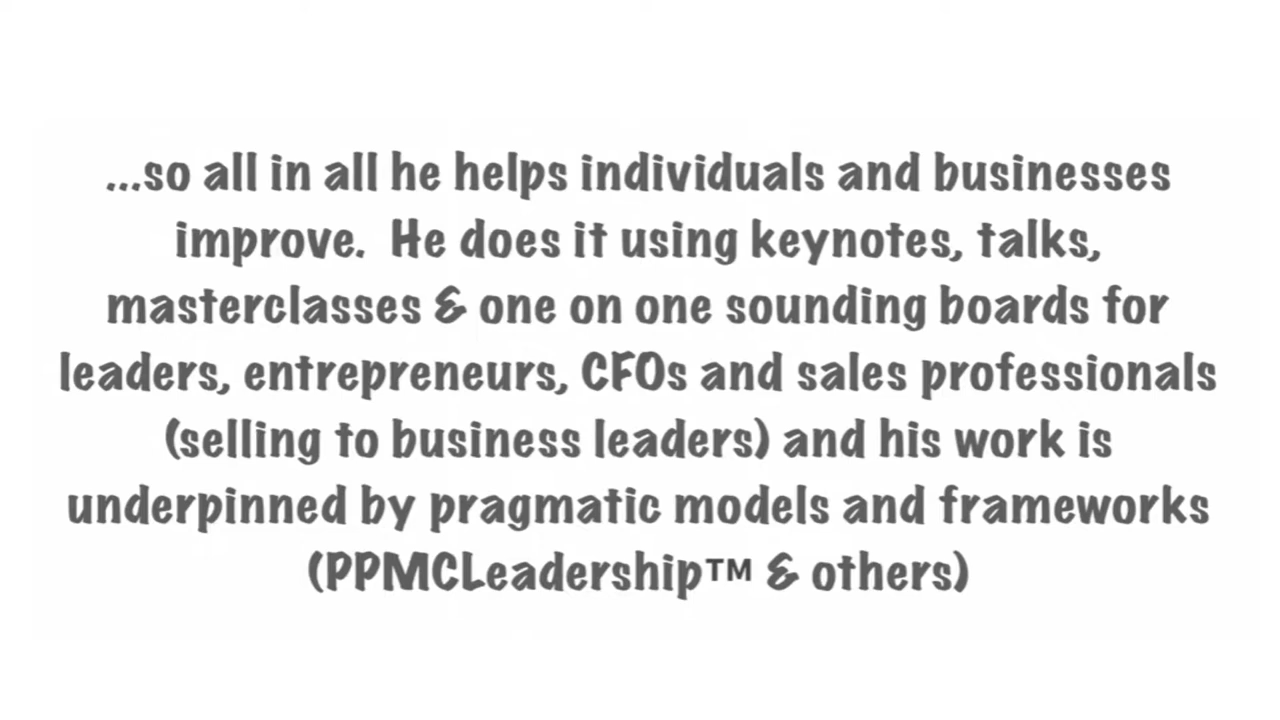 ...so all in all he helps individuals and businesses
improve.  He does it using keynotes, talks,
masterclasses & one on one sounding boards for
leaders, entrepreneurs, CFOs and sales professionals
(selling to business leaders) and his work is
underpinned by pragmatic models and frameworks
(PPMCLeadership™ & others)